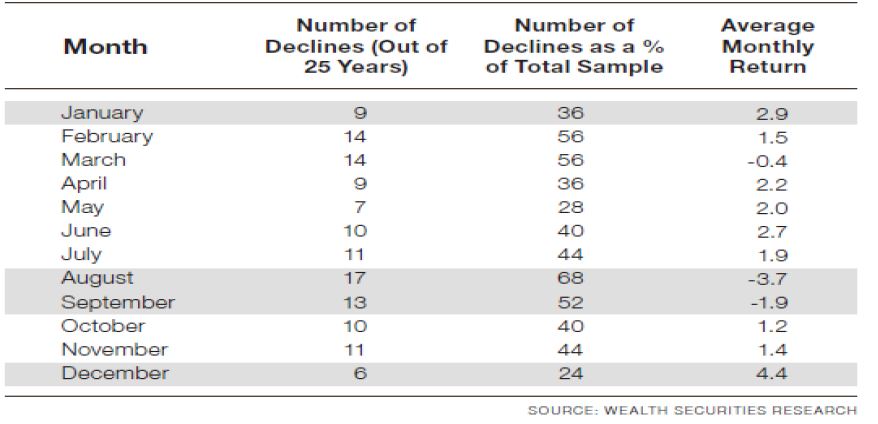 Month Number of Declines (Out of 25 Years) Number of Declines as a % of Total Sample Average Monthly Return
January 9 36 2.9
February 14 56 1.5
March 14 56 -0.4
April 9 36 2.2
May 7 28 2.0
June 10 40 2.7
July 11 44 1.9
August 17 68 -3.7
September 13 52 -1.9
October 10 40 1.2
November 11 44 1.4
December 6 24 4.4
SOURCE: WEALTH SECURITIES RESEARCH